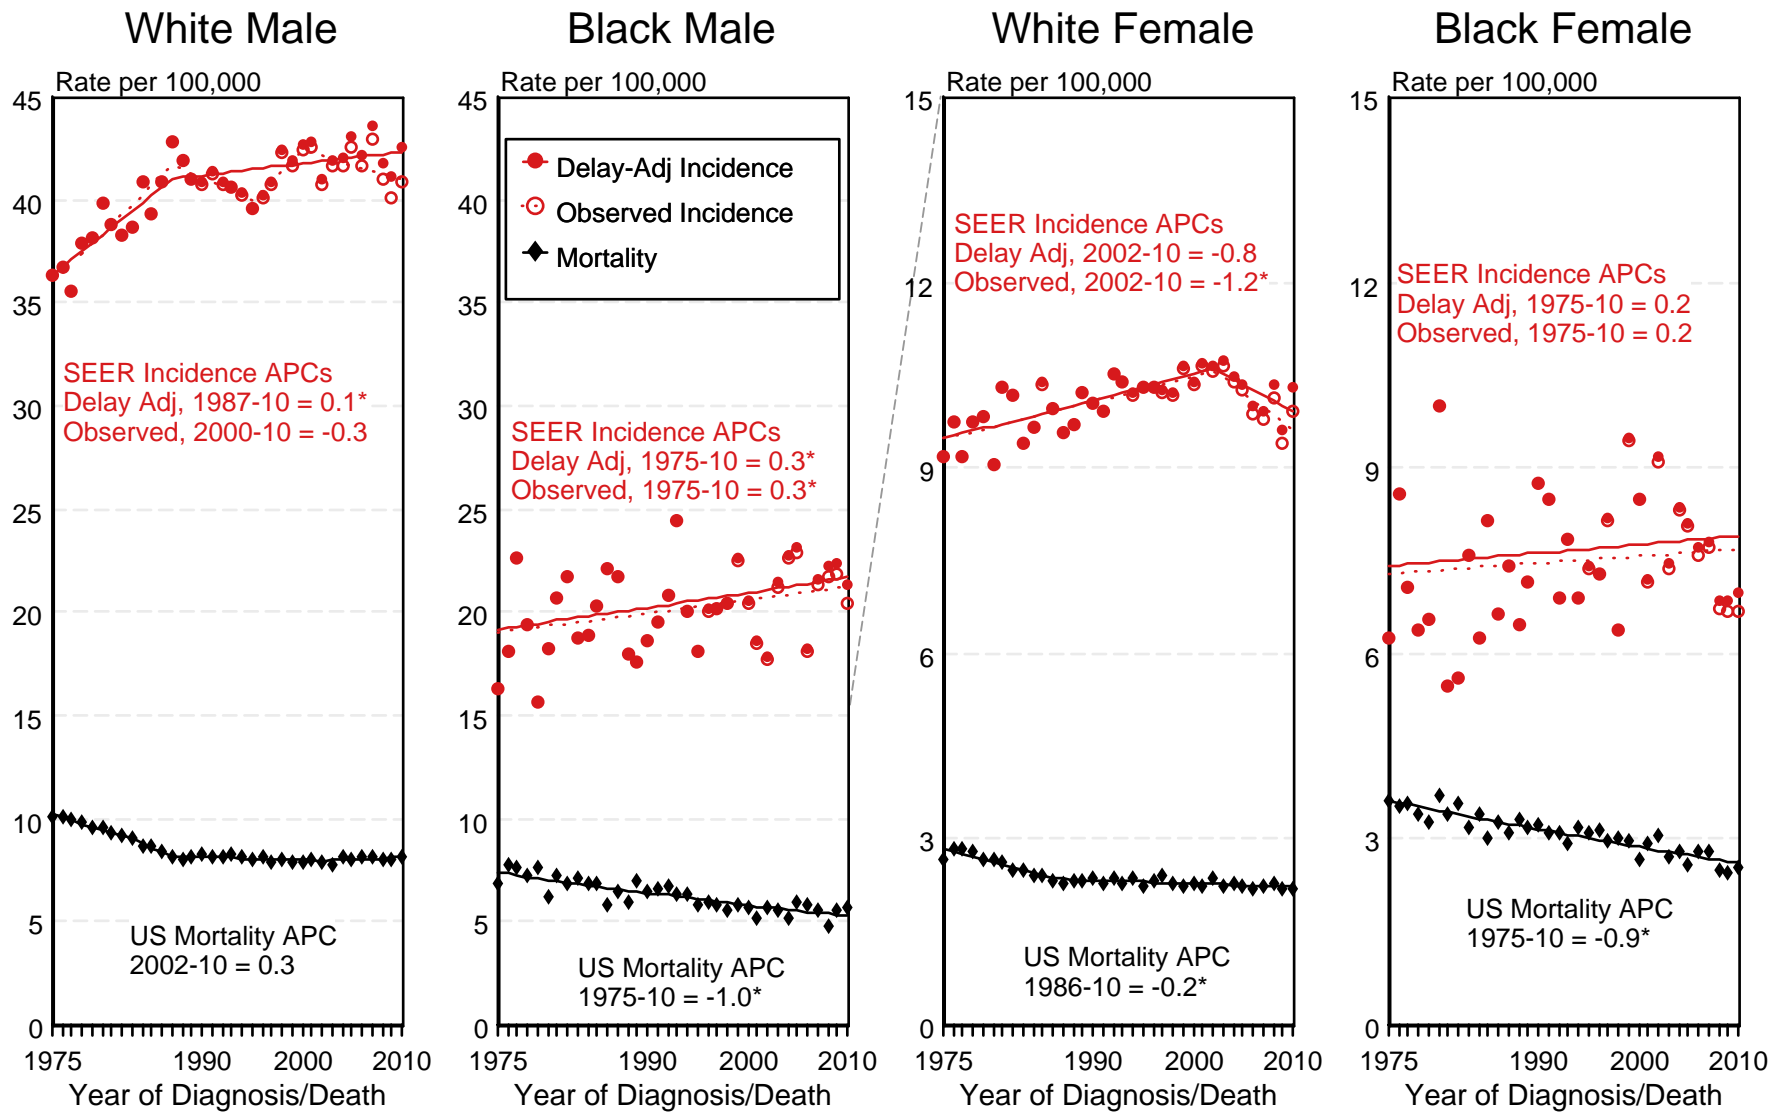 White Male
Black Male
White Female
Black Female
Rate per 100,000
Rate per 100,000
Rate per 100,000
Rate per 100,000
45
40
35
30
25
20
15
10
5
0
SEER Incidence APCs
Delay Adj, 1987-10 = 0.1*
Observed, 2000-10 = -0.3
US Mortality APC
2002-10 = 0.3
1975
1990
2000
2010
Year of Diagnosis/Death
45
40
35
30
25
20
15
10
5
0
Delay-Adj Incidence
Observed Incidence
Mortality
SEER Incidence APCs
Delay Adj, 1975-10 = 0.3*
Observed, 1975-10 = 0.3*
US Mortality APC
1975-10 = -1.0*
1975
1990
2000
2010
Year of Diagnosis/Death
15
12
9
6
3
0
SEER Incidence APCs
Delay Adj, 2002-10 = -0.8
Observed, 2002-10 = -1.2*
US Mortality APC
1986-10 = -0.2*
1975
1990
2000
2010
Year of Diagnosis/Death
15
12
9
6
3
0
SEER Incidence APCs
Delay Adj, 1975-10 = 0.2
Observed, 1975-10 = 0.2
US Mortality APC
1975-10 = -0.9*
1975
1990
2000
2010
Year of Diagnosis/Death